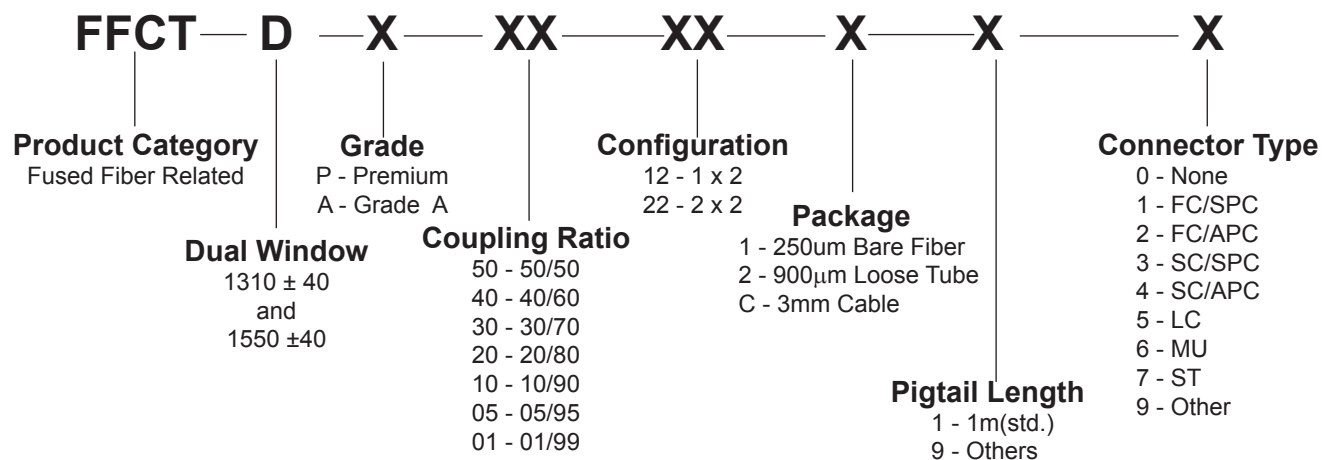 FFCT D X XX XX X X X
Product Category
Fused Fiber Related
Dual Window
1310 ± 40
and
1550 ±40
Grade
P - Premium
A - Grade A
Coupling Ratio
50 - 50/50
40 - 40/60
30 - 30/70
20 - 20/80
10 - 10/90
05 - 05/95
01 - 01/99
Configuration
12 - 1 x 2
22 - 2 x 2
Package
1 - 250um Bare Fiber
2 - 900μm Loose Tube
C - 3mm Cable
Pigtail Length
1 - 1m(std.)
9 - Others
Connector Type
0 - None
1 - FC/SPC
2 - FC/APC
3 - SC/SPC
4 - SC/APC
5 - LC
6 - MU
7 - ST
9 - Other